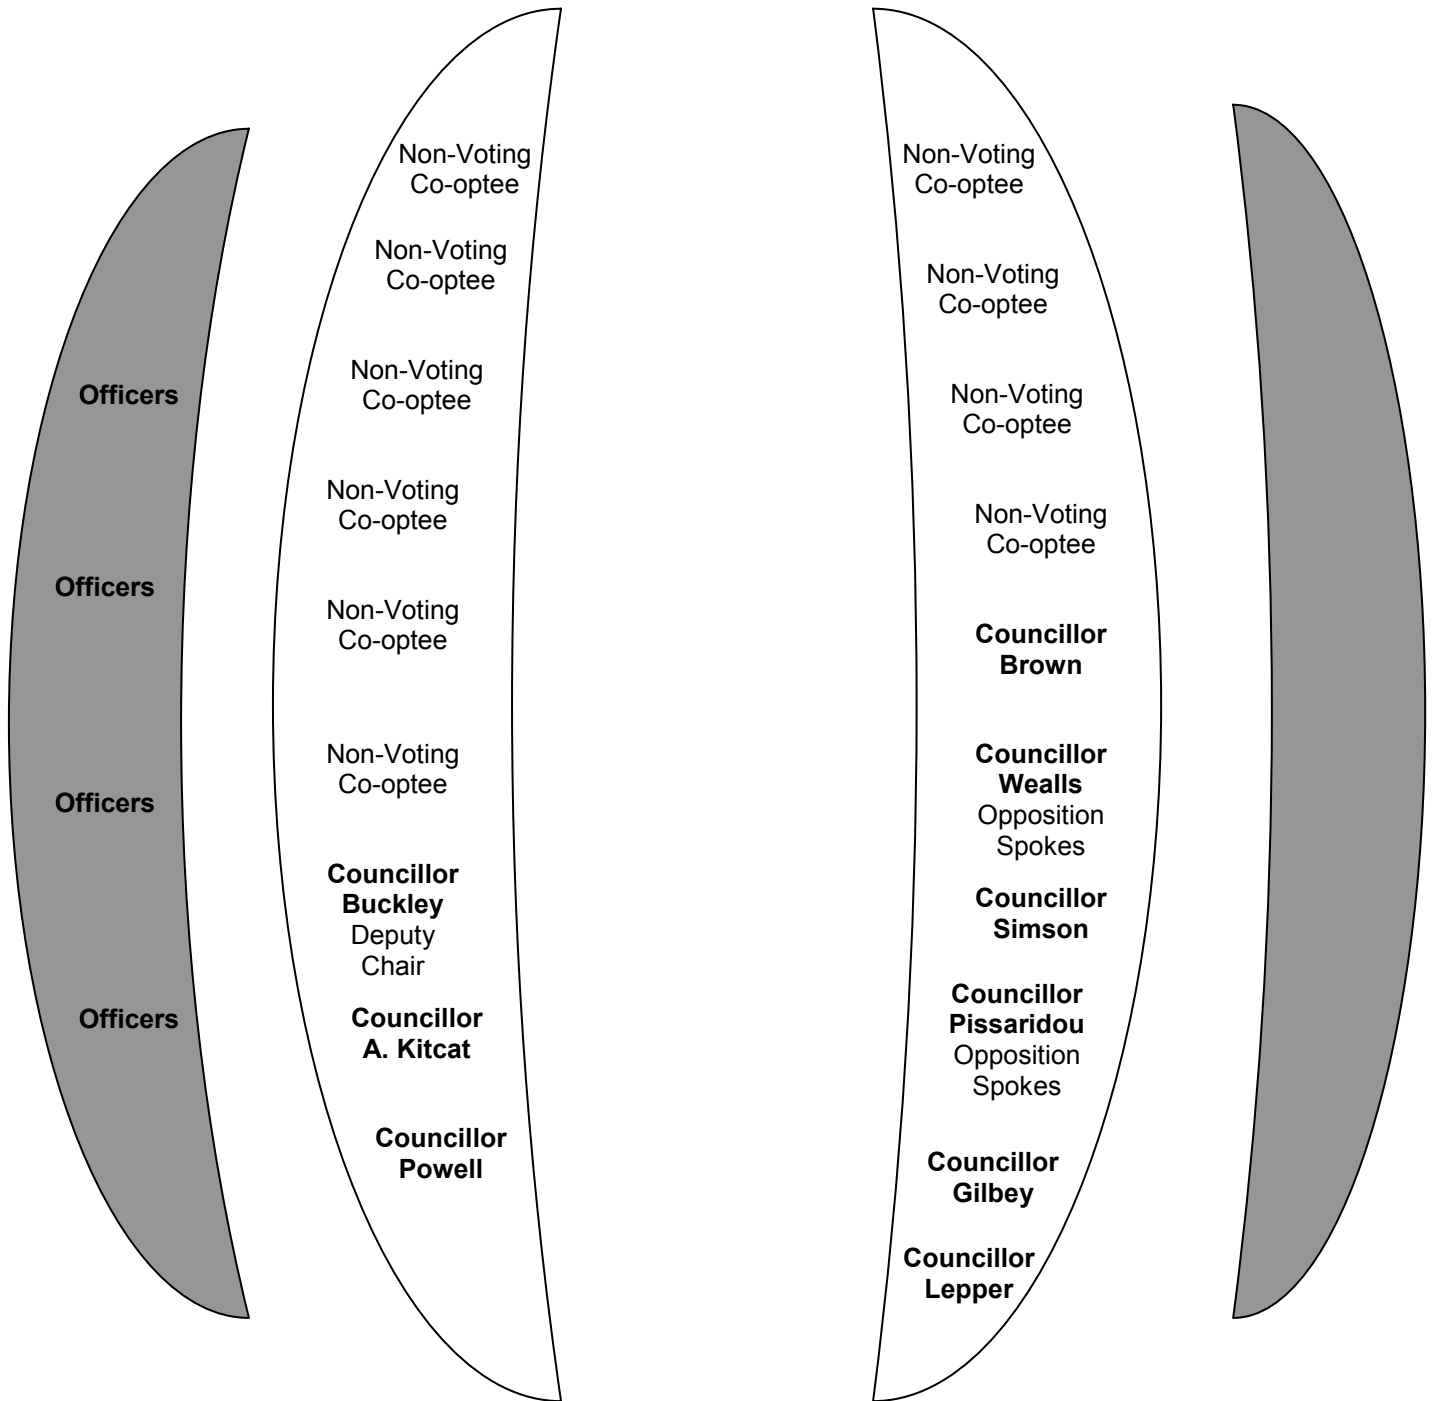 Officers
Officers
Officers
Officers
Non-Voting
Co-optee
Non-Voting
Co-optee
Non-Voting
Co-optee
Non-Voting
Co-optee
Non-Voting
Co-optee
Non-Voting
Co-optee
Councillor
Buckley
Deputy
Chair
Councillor
A. Kitcat
Councillor
Powell
Non-Voting
Co-optee
Non-Voting
Co-optee
Non-Voting
Co-optee
Non-Voting
Co-optee
Councillor
Brown
Councillor
Wealls
Opposition
Spokes
Councillor
Simson
Councillor
Pissaridou
Opposition
Spokes
Councillor
Gilbey
Councillor
Lepper